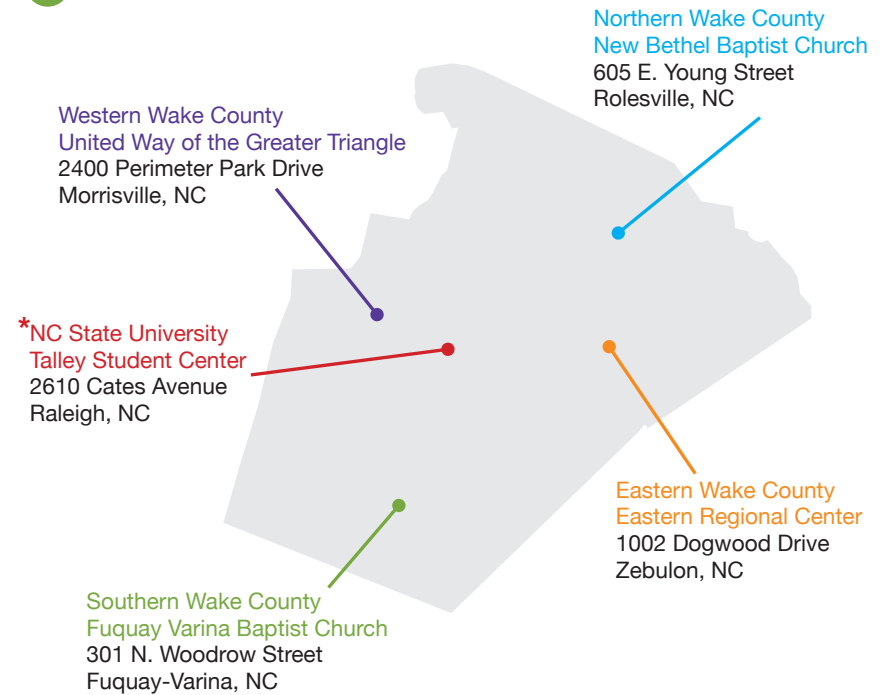 Northern Wake County
New Bethel Baptist Church
605 E. Young Street
Rolesville, NC
Western Wake County
United Way of the Greater Triangle
2400 Perimeter Park Drive
Morrisville, NC
*NC State University
Talley Student Center
2610 Cates Avenue
Raleigh, NC
Eastern Wake County
Eastern Regional Center
1002 Dogwood Drive
Zebulon, NC
Southern Wake County
Fuquay Varina Baptist Church
301 N. Woodrow Street
Fuquay-Varina, NC